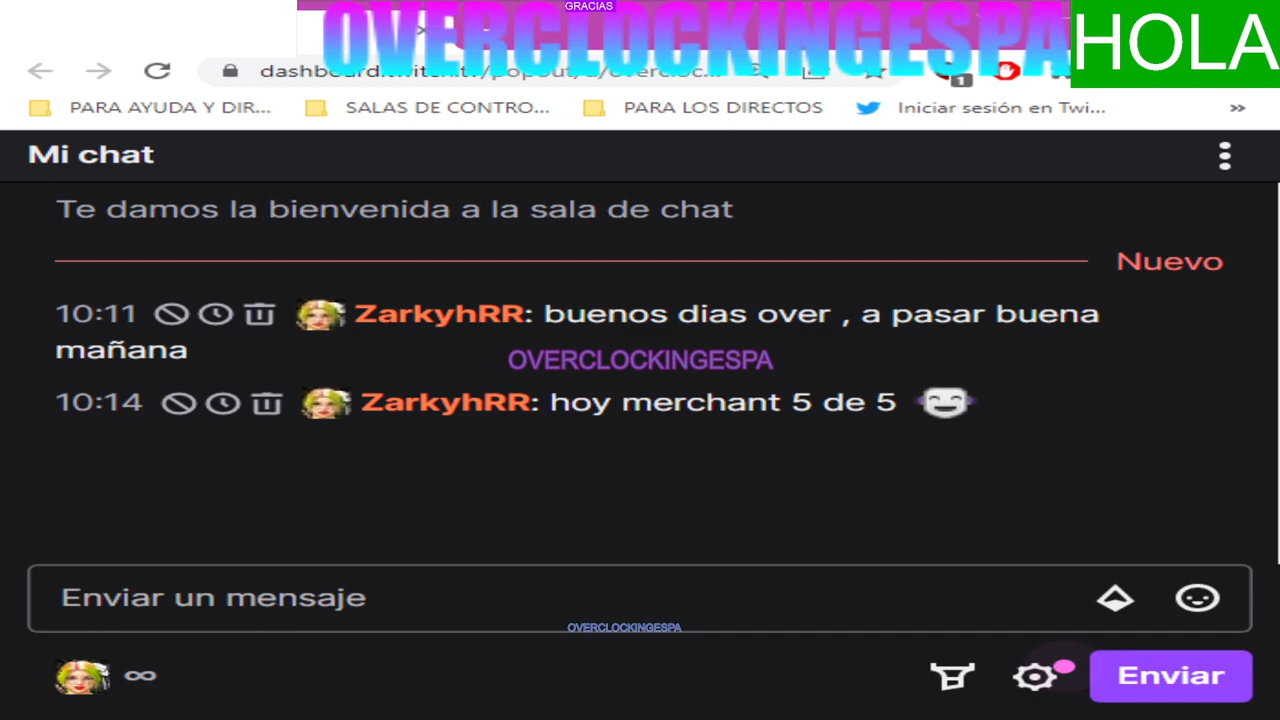 GRACIAS
OVERCLOCKINGESPA
HOLA
1
PARA AYUDA Y DIR...
SALAS DE CONTRO...
PARA LOS DIRECTOS
Iniciar sesión en Twi...
»
Mi chat
Te damos la bienvenida a la sala de chat
Nuevo
10:11 ZarkyhRR: buenos dias over , a pasar buena
mañana
OVERCLOCKINGESPA
10:14 ZarkyhRR: hoy merchant 5 de 5
Enviar un mensaje
OVERCLOCKINGESPA
∞
Enviar